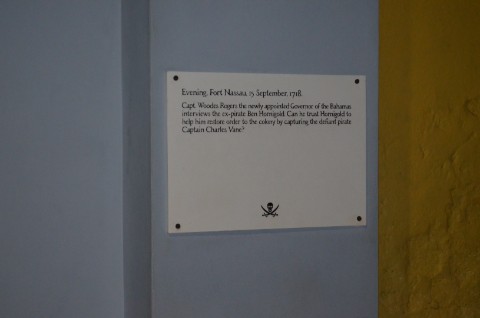 Evening, Fort Nassau, 15 September, 1718.
Capt. Woodes Rogers the newly appointed Governor of the Bahamas
interviews the ex-pirate Ben Hornigold. Can he trust Hornigold to
help him restore order to the colony by capturing the defiant pirate
Captain Charles Vane?